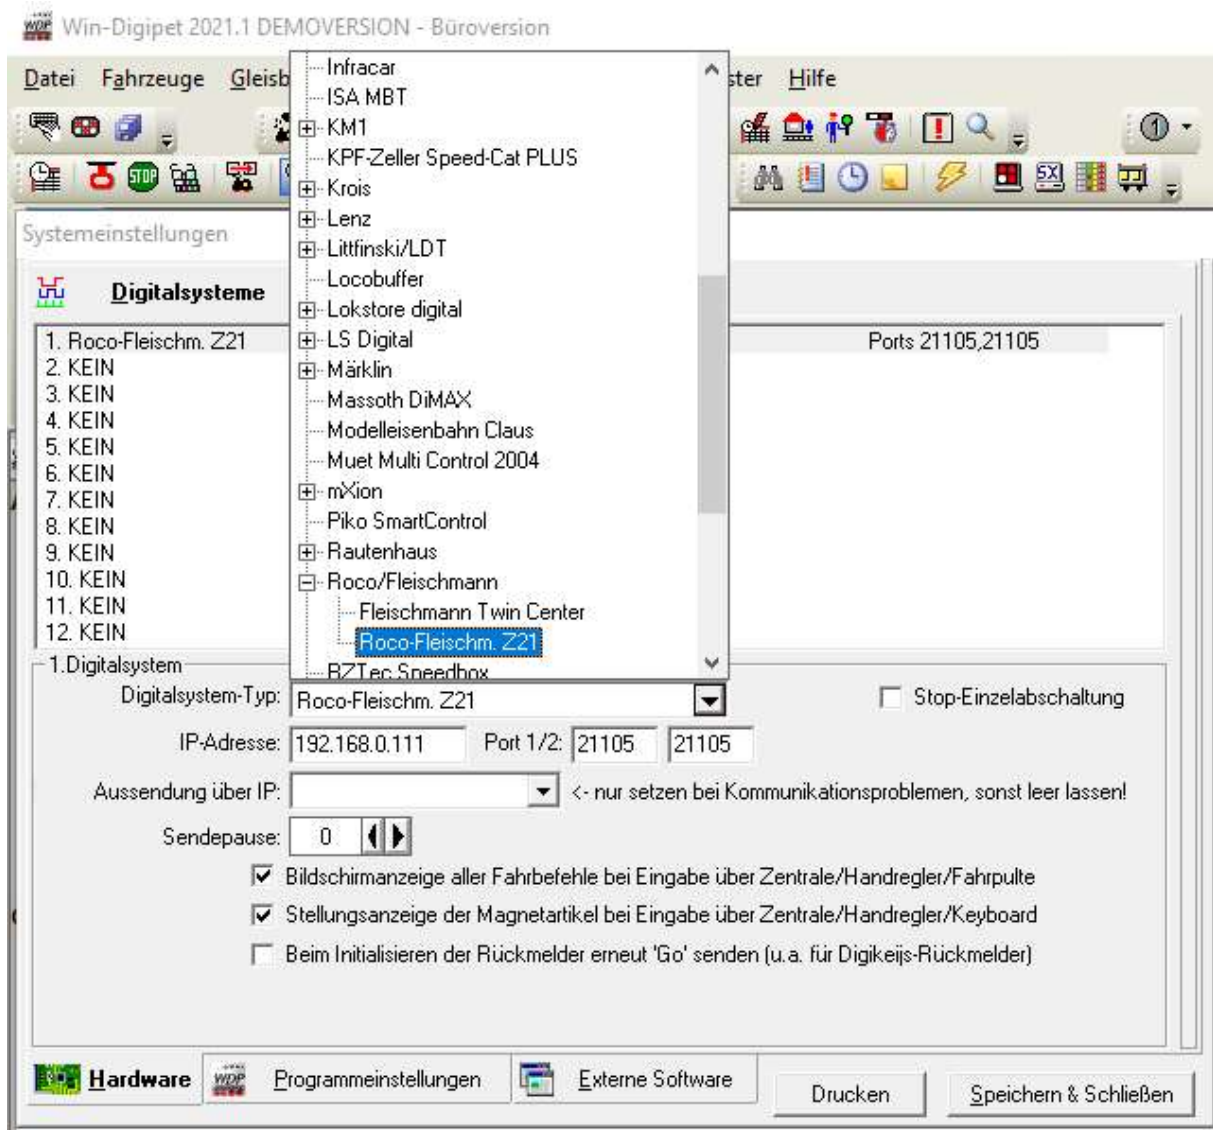 Win-Digipet 2021.1 DEMOVERSION - Büroversion
Datei Fahrzeuge Gleisb ster Hilfe
Infracar
ISA MBT
KM1
KPF-Zeller Speed-Cat PLUS
Krois
Lenz
Littfinski/LDT
Locobuffer
Lokstore digital
LS Digital
Märklin
Massoth DiMAX
Modelleisenbahn Claus
Muet Multi Control 2004
mXion
Piko SmartControl
Rautenhaus
Roco/Fleischmann
Fleischmann Twin Center
Roco-Fleischm. Z21
RZTec Speedbox
STOP
SX
1
Systemeinstellungen
Digitalsysteme
1. Roco-Fleischm. Z21 Ports 21105,21105
2. KEIN
3. KEIN
4. KEIN
5. KEIN
6. KEIN
7. KEIN
8. KEIN
9. KEIN
10. KEIN
11. KEIN
12. KEIN
1.Digitalsystem
Digitalsystem-Typ: Roco-Fleischm. Z21 Stop-Einzelabschaltung
IP-Adresse: 192.168.0.111 Port 1/2: 21105 21105
Aussendung über IP: <- nur setzen bei Kommunikationsproblemen, sonst leer lassen!
Sendepause: 0
Bildschirmanzeige aller Fahrbefehle bei Eingabe über Zentrale/Handregler/Fahrpulte
Stellungsanzeige der Magnetartikel bei Eingabe über Zentrale/Handregler/Keyboard
Beim Initialisieren der Rückmelder erneut 'Go' senden (u.a. für Digikeijs-Rückmelder)
Hardware WDP Programmeinstellungen Externe Software Drucken Speichern & Schließen